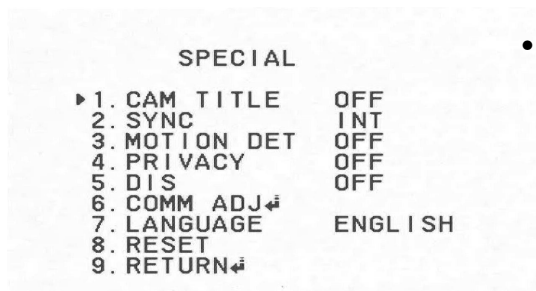 SPECIAL
▶1. CAM TITLE OFF
2. SYNC INT
3. MOTION DET OFF
4. PRIVACY OFF
5. DIS OFF
6. COMM ADJ↲
7. LANGUAGE ENGLISH
8. RESET
9. RETURN↲